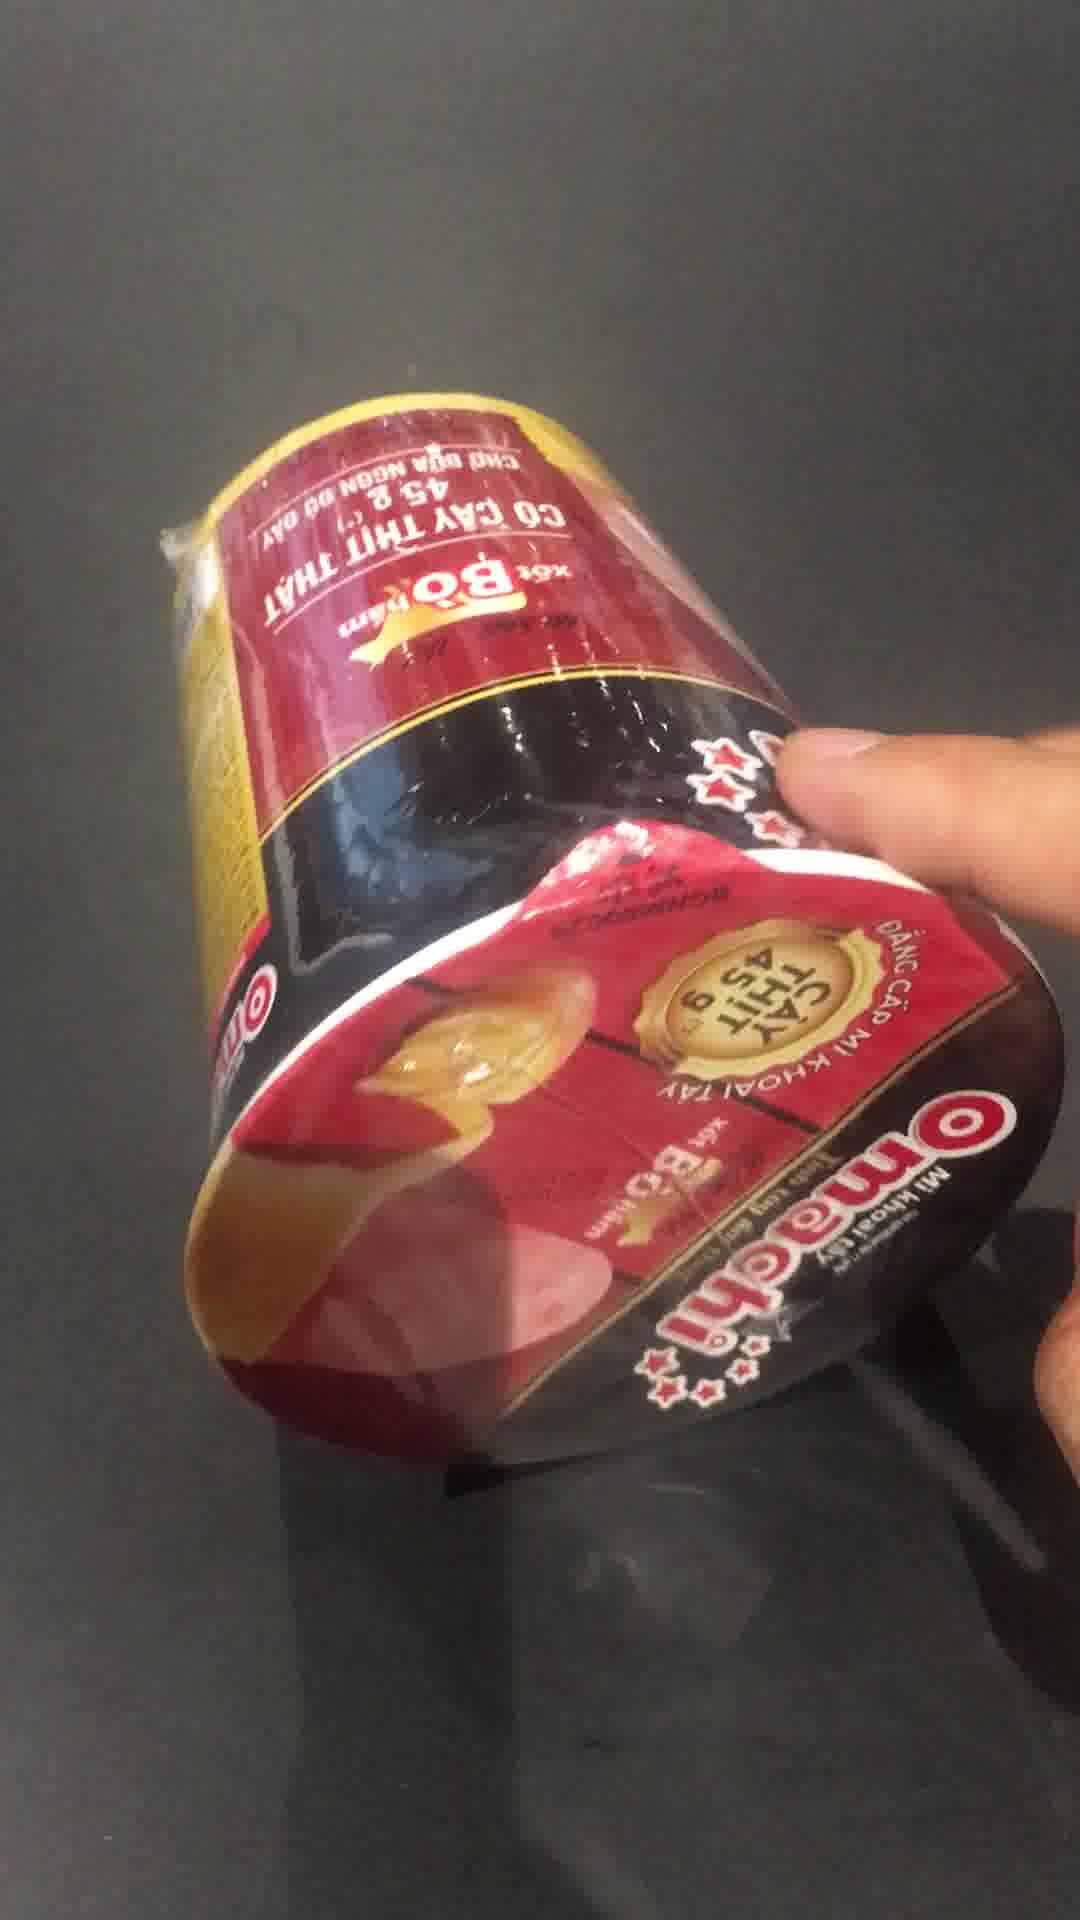 xốt
Bò hầm
CÓ CÂY THỊT THẬT
45 g (*)
CHO BỮA NGON ĐỦ ĐẦY
CÂY
THỊT
45 g
ĐẲNG CẤP MÌ KHOAI TÂY
xốt
Bò hầm
Omachi
Mì khoai tây